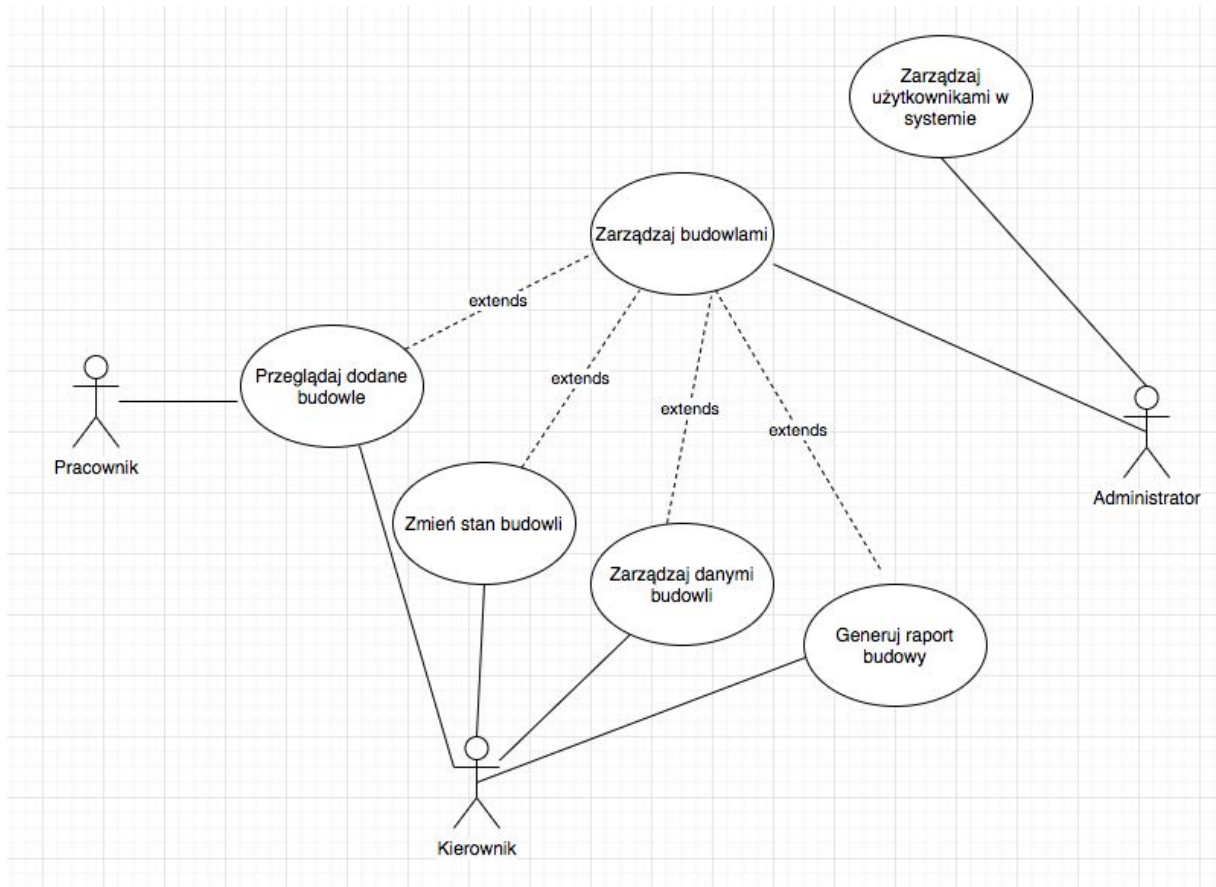 Zarządzaj
użytkownikami w
systemie
Zarządzaj budowlami
extends
Przeglądaj dodane
budowle
extends
extends
extends
Pracownik
Administrator
Zmień stan budowli
Zarządzaj danymi
budowli
Generuj raport
budowy
Kierownik